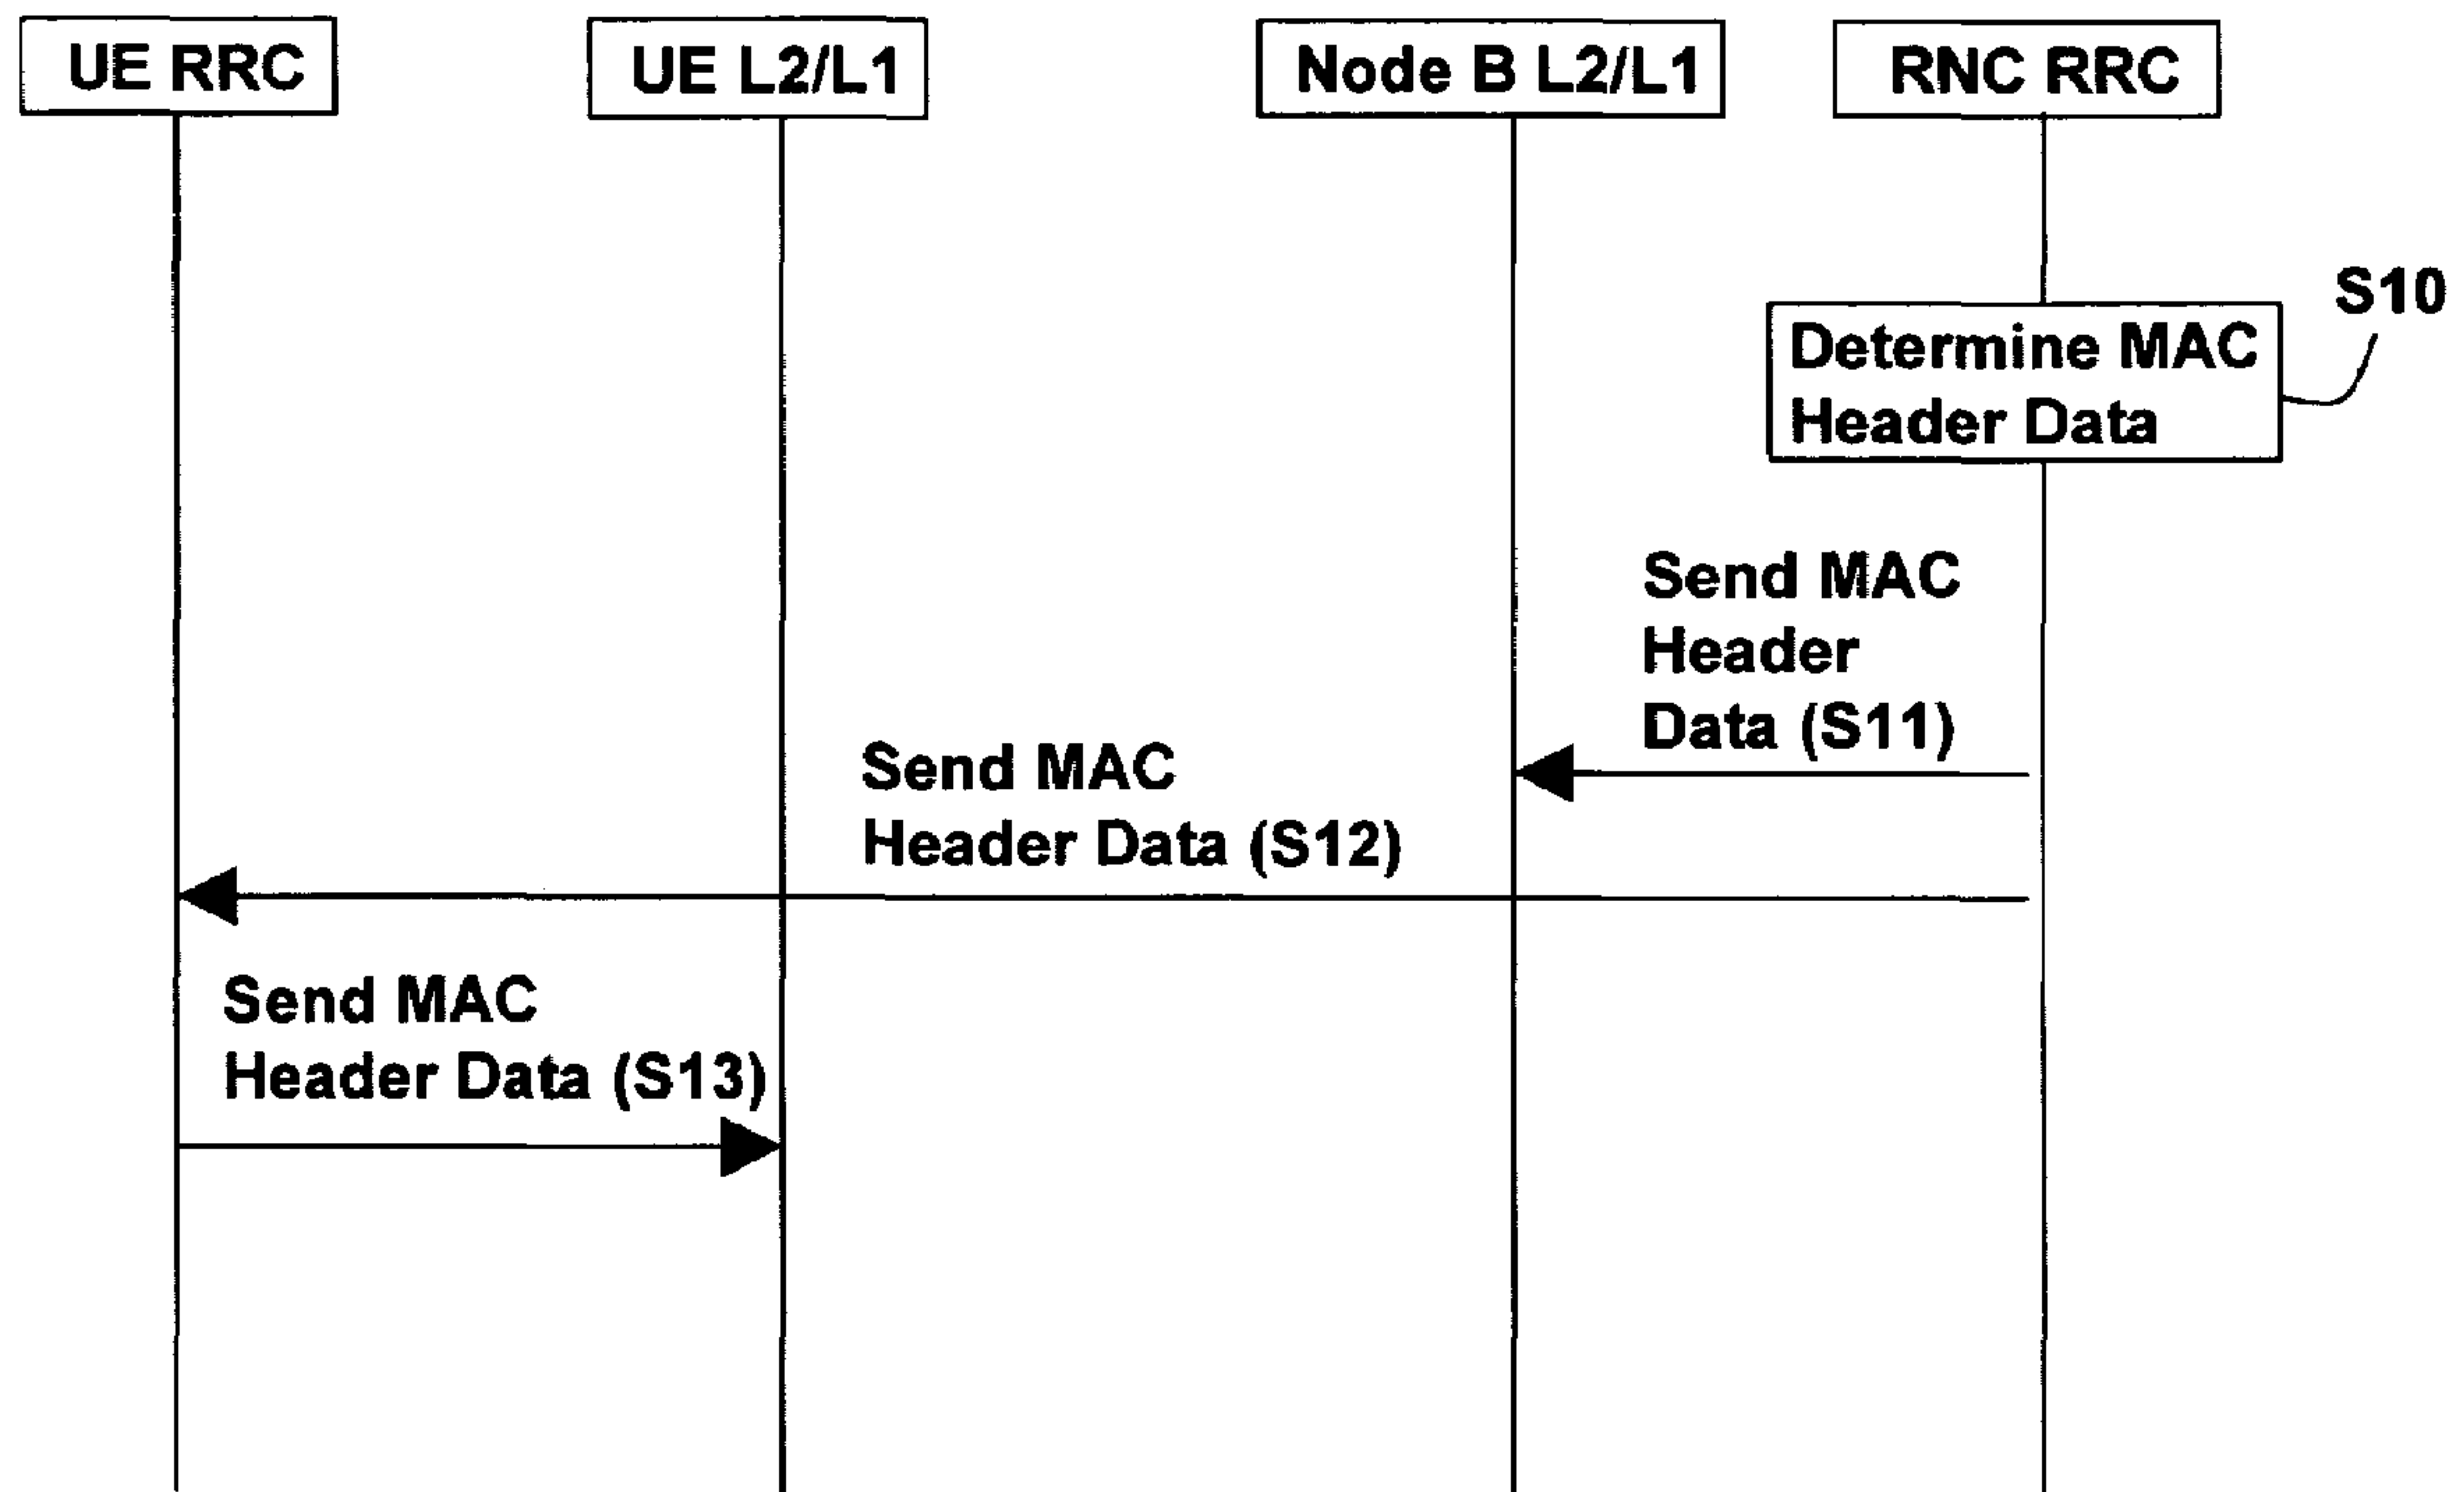 UE RRC
UE L2/L1
Node B L2/L1
RNC RRC
S10
Determine MAC
Header Data
Send MAC
Header
Data (S11)
Send MAC
Header Data (S12)
Send MAC
Header Data (S13)